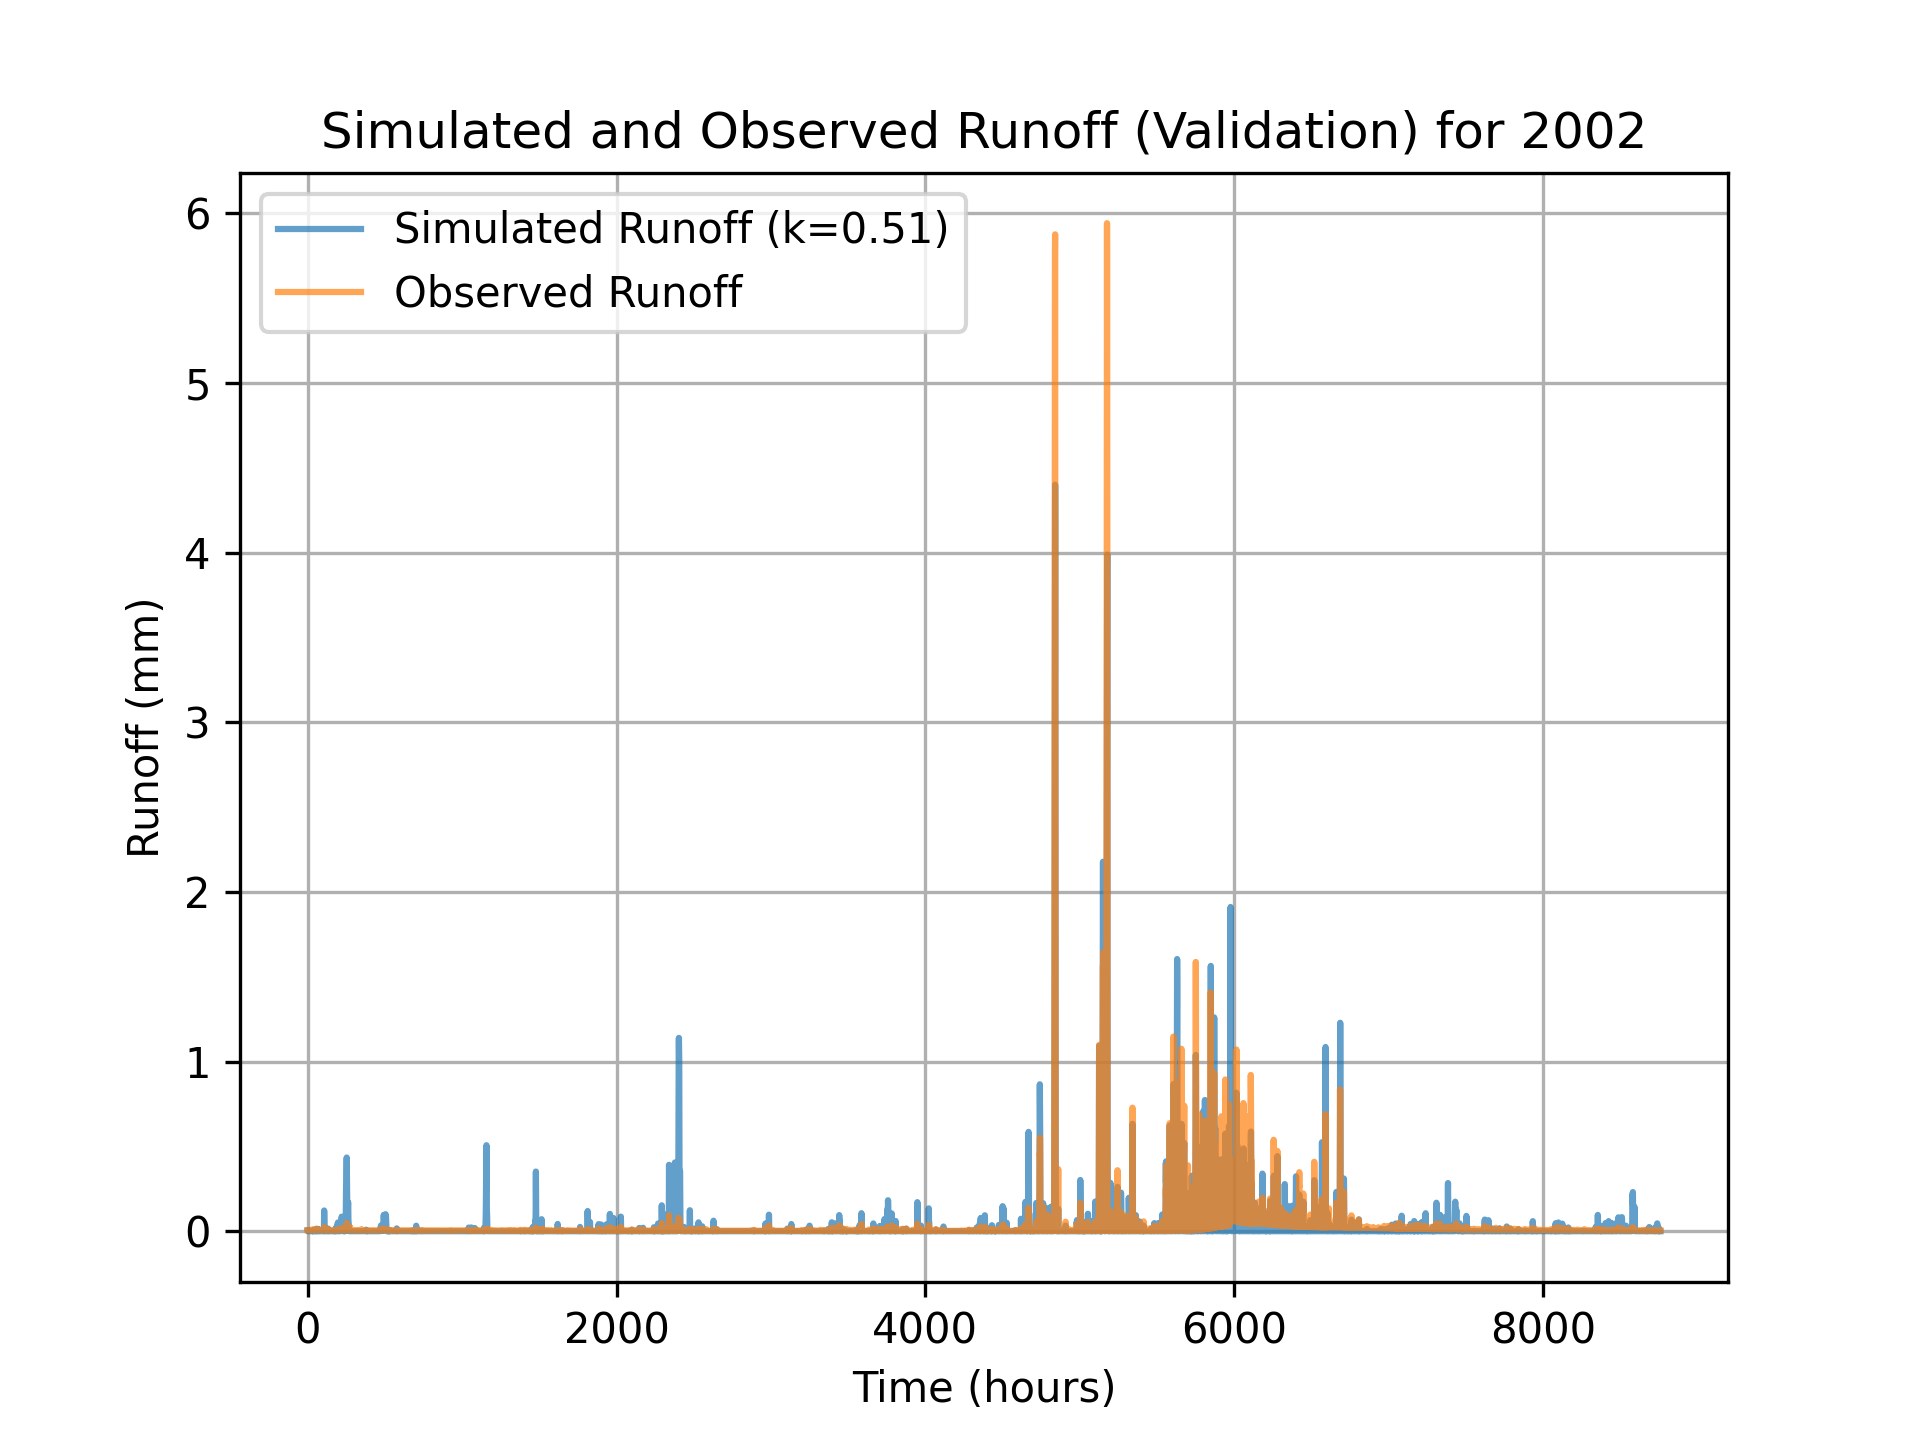 Simulated and Observed Runoff (Validation) for 2002
Simulated Runoff (k=0.51)
Observed Runoff
6
5
4
3
2
1
0
Runoff (mm)
0 2000 4000 6000 8000
Time (hours)